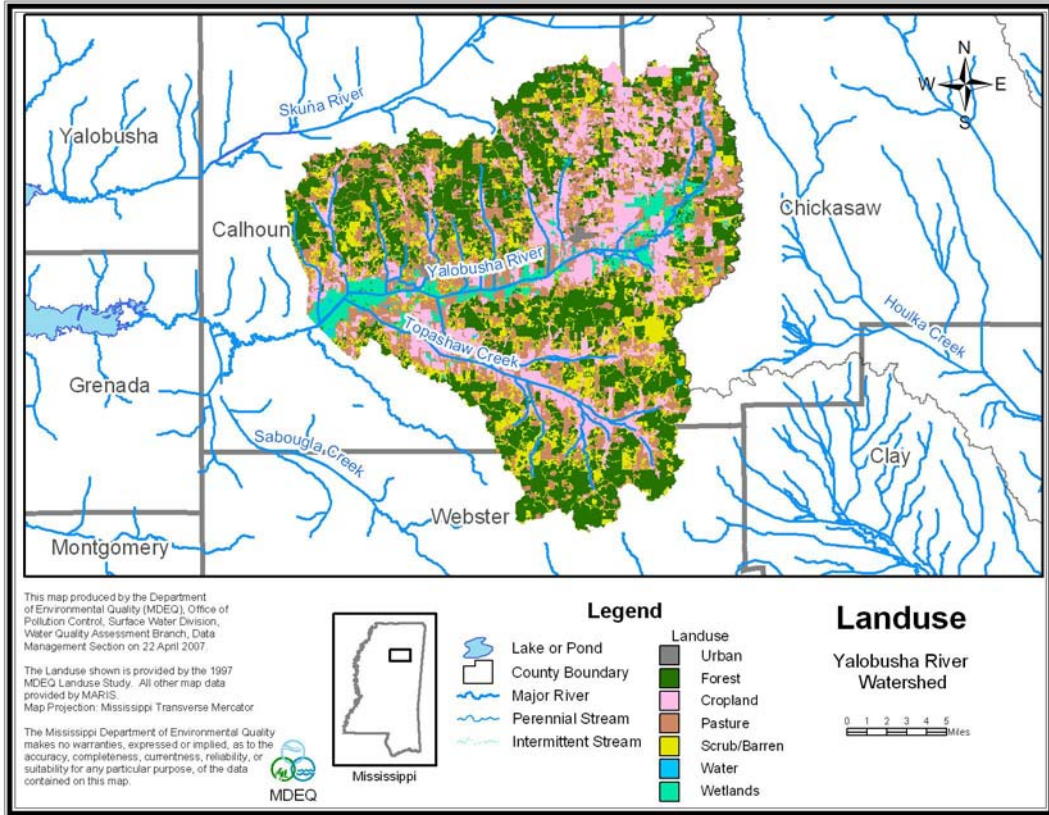 N
W E
S
Skuna River
Yalobusha
Calhoun
Chickasaw
Yalobusha River
Topashaw Creek
Houlka Creek
Grenada
Sabougla Creek
Clay
Webster
Montgomery
This map produced by the Department
of Environmental Quality (MDEQ), Office of
Pollution Control, Surface Water Division,
Water Quality Assessment Branch, Data
Management Section on 22 April 2007.
The Landuse shown is provided by the 1997
MDEQ Landuse Study. All other map data
provided by MARIS.
Map Projection: Mississippi Transverse Mercator
The Mississippi Department of Environmental Quality
makes no warranties, expressed or implied, as to the
accuracy, completeness, currentness, reliability, or
suitability for any particular purpose, of the data
contained on this map.
MDEQ
Mississippi
Legend
Lake or Pond
County Boundary
Major River
Perennial Stream
Intermittent Stream
Landuse
Urban
Forest
Cropland
Pasture
Scrub/Barren
Water
Wetlands
Landuse
Yalobusha River
Watershed
0 1 2 3 4 5
Miles